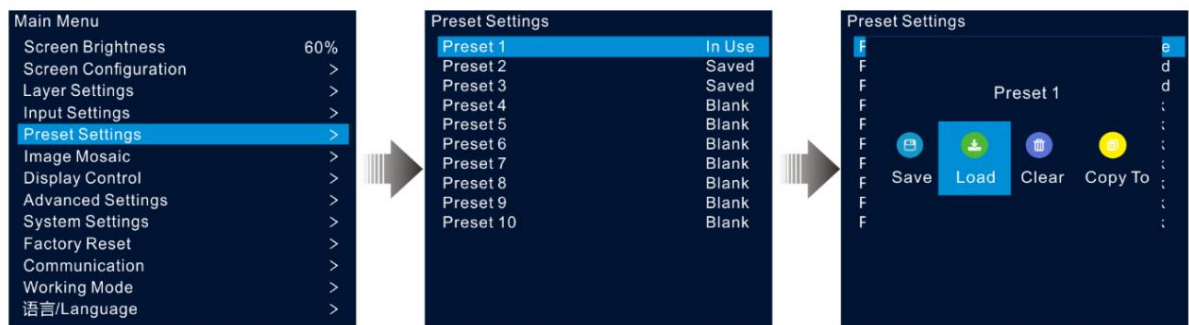 Main Menu
Screen Brightness 60%
Screen Configuration >
Layer Settings >
Input Settings >
Preset Settings >
Image Mosaic >
Display Control >
Advanced Settings >
System Settings >
Factory Reset >
Communication >
Working Mode >
语言/Language >
Preset Settings
Preset 1 In Use
Preset 2 Saved
Preset 3 Saved
Preset 4 Blank
Preset 5 Blank
Preset 6 Blank
Preset 7 Blank
Preset 8 Blank
Preset 9 Blank
Preset 10 Blank
Preset Settings
Preset 1
Save Load Clear Copy To